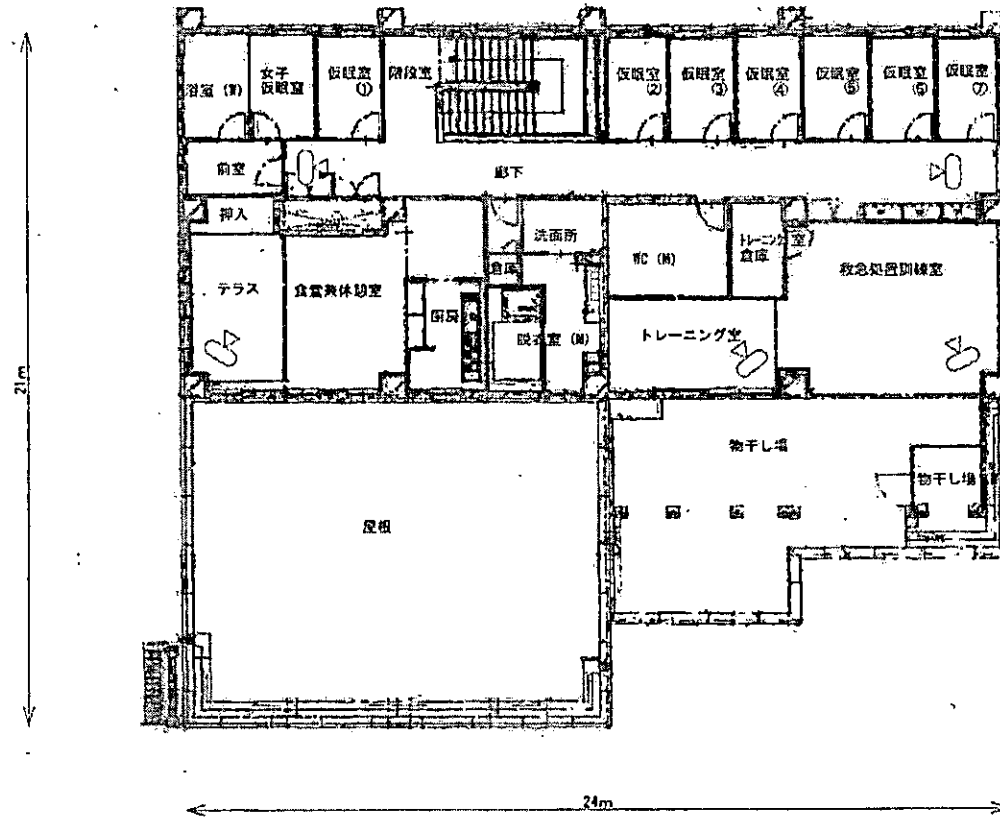 浴室 (W)
女子
仮眠室
仮眠室
①
階段室
仮眠室
②
仮眠室
③
仮眠室
④
仮眠室
⑤
仮眠室
⑥
仮眠室
⑦
前室
廊下
押入
洗面所
WC (M)
トレーニング室
倉庫
救急処置訓練室
テラス
食堂兼休憩室
厨房
倉庫
脱衣室 (M)
トレーニング室
物干し場
物干し場
屋根
21m
24m